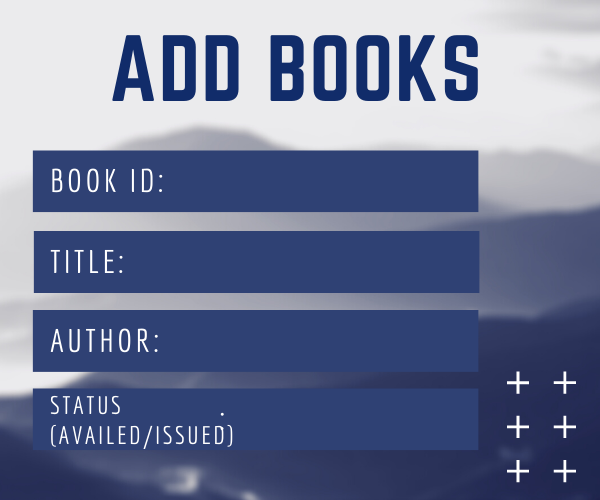 ADD BOOKS
BOOK ID:
TITLE:
AUTHOR:
STATUS .
(AVAILED/ISSUED)